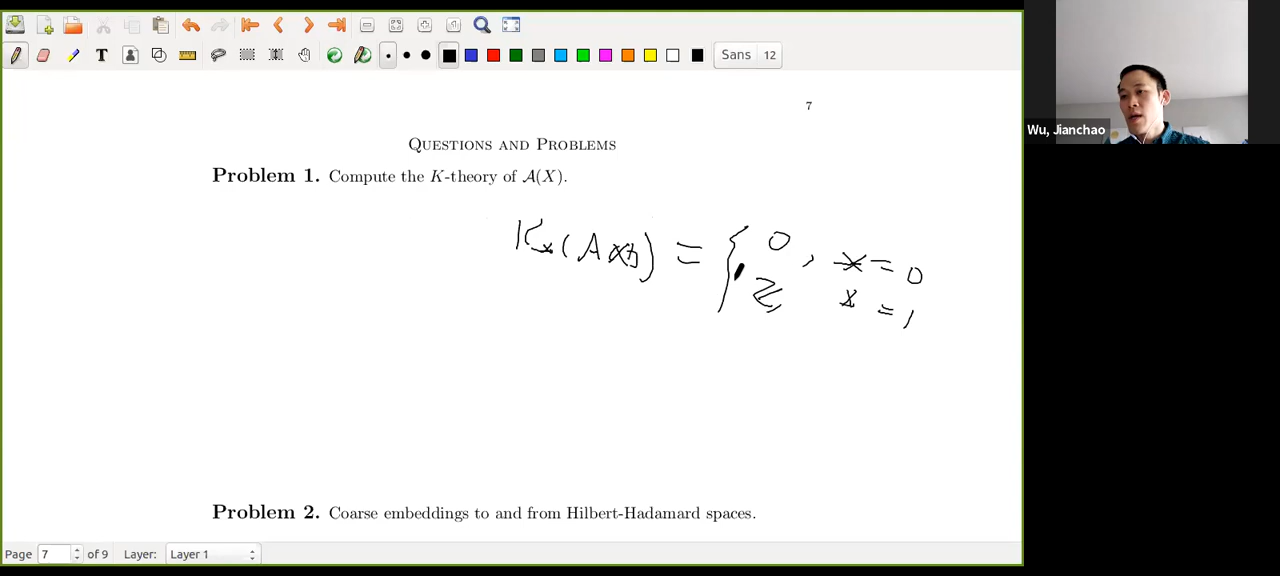 Sans 12
Wu, Jianchao
7
QUESTIONS AND PROBLEMS
Problem 1. Compute the K-theory of 𝒜(X).
K_*(A(X)) = { 0, * = 0
ℤ * = 1
Problem 2. Coarse embeddings to and from Hilbert-Hadamard spaces.
Page 7 of 9 Layer: Layer 1